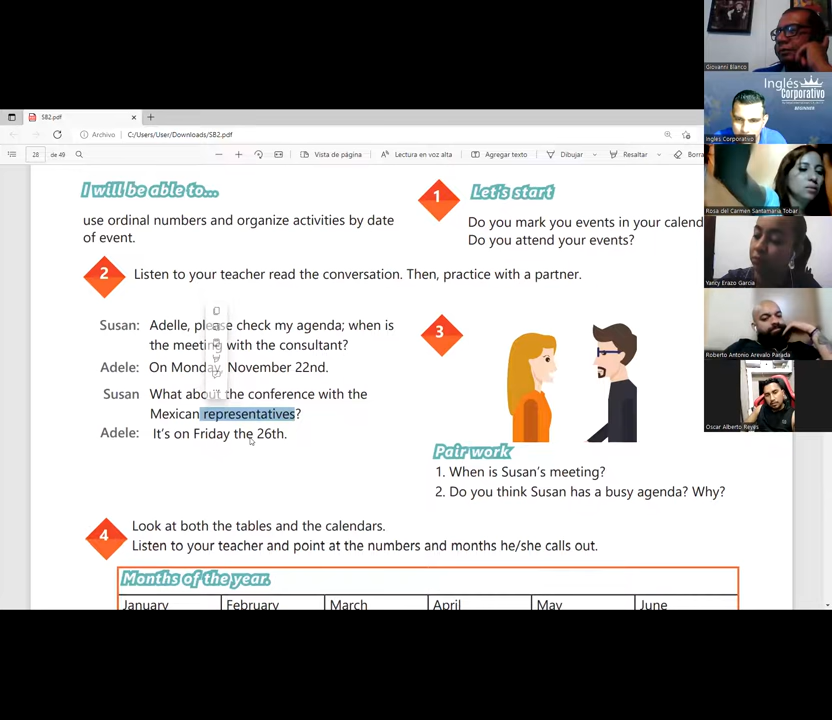 SB2.pdf
Archivo
C:/Users/User/Downloads/SB2.pdf
28
de 49
Vista de página
Lectura en voz alta
Agregar texto
Dibujar
Resaltar
Borra
I will be able to...
use ordinal numbers and organize activities by date
of event.
1
Let's start
Do you mark you events in your calend
Do you attend your events?
2
Listen to your teacher read the conversation. Then, practice with a partner.
Susan: Adelle, please check my agenda; when is
the meeting with the consultant?
Adele: On Monday, November 22nd.
Susan What about the conference with the
Mexican representatives?
Adele: It's on Friday the 26th.
3
Pair work
1. When is Susan's meeting?
2. Do you think Susan has a busy agenda? Why?
4
Look at both the tables and the calendars.
Listen to your teacher and point at the numbers and months he/she calls out.
Months of the year.
January February March April May June
Giovanni Blanco
Inglés
Corporativo
BEGINNER
Inglés Corporativo
Rosa del Carmen Santamaria Tobar
Yancy Erazo Garcia
Roberto Antonio Arevalo Parada
Oscar Alberto Reyes